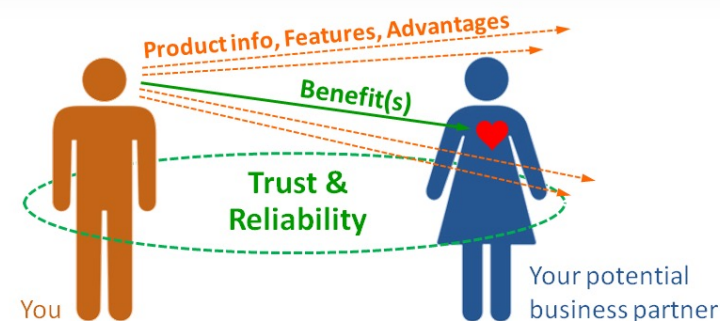 Product info, Features, Advantages
Benefit(s)
Trust &
Reliability
You
Your potential
business partner